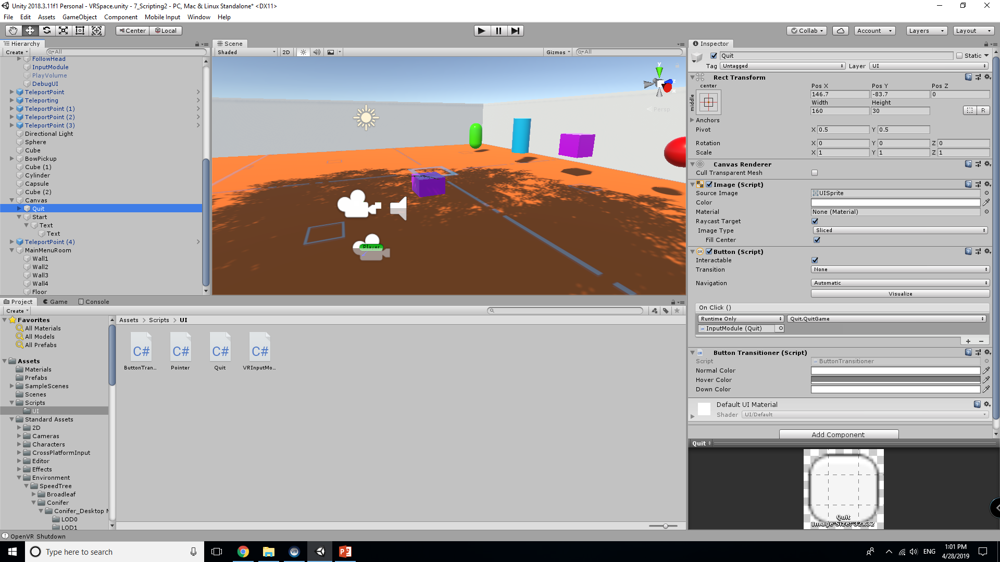 Unity 2018.3.11f1 Personal - VRSpace.unity - 7_Scripting2 - PC, Mac & Linux Standalone* <DX11>
File Edit Assets GameObject Component Mobile Input Window Help
Center Local Collab Account Layers Layout
Hierarchy
Create All
FollowHead
InputModule
PlayVolume
DebugUI
TeleportPoint
Teleporting
TeleportPoint (1)
TeleportPoint (2)
TeleportPoint (3)
Directional Light
Sphere
Cube
BowPickup
Cube (1)
Cylinder
Capsule
Cube (2)
Canvas
Quit
Start
Text
Text
TeleportPoint (4)
MainMenuRoom
Wall1
Wall2
Wall3
Wall4
Floor
Scene
Shaded 2D Gizmos All
y
z
x
Persp
Player
Inspector
Quit Static
Tag Untagged Layer UI
Rect Transform
center
middle
Pos X Pos Y Pos Z
146.7 -83.7 0
Width Height
160 30
R
Anchors
Pivot X 0.5 Y 0.5
Rotation X 0 Y 0 Z 0
Scale X 1 Y 1 Z 1
Canvas Renderer
Cull Transparent Mesh
Image (Script)
Source Image UISprite
Color
Material None (Material)
Raycast Target
Image Type Sliced
Fill Center
OK Button (Script)
Interactable
Transition None
Navigation Automatic
Visualize
On Click ()
Runtime Only Quit.QuitGame
InputModule (Quit)
Button Transitioner (Script)
Script ButtonTransitioner
Normal Color
Hover Color
Down Color
Default UI Material
Shader UI/Default
Add Component
Quit
Quit
Image Size: 32x32
Project Game Console
Create
Favorites
All Materials
All Models
All Prefabs
Assets
Materials
Prefabs
SampleScenes
Scenes
Scripts
UI
Standard Assets
2D
Cameras
Characters
CrossPlatformInput
Editor
Effects
Environment
SpeedTree
Broadleaf
Conifer
Conifer_Desktop
LOD0
LOD1
Assets > Scripts > UI
C# C# C# C#
ButtonTran... Pointer Quit VRInputMo...
OpenVR Shutdown
Type here to search
VR
ENG
1:01 PM
4/28/2019